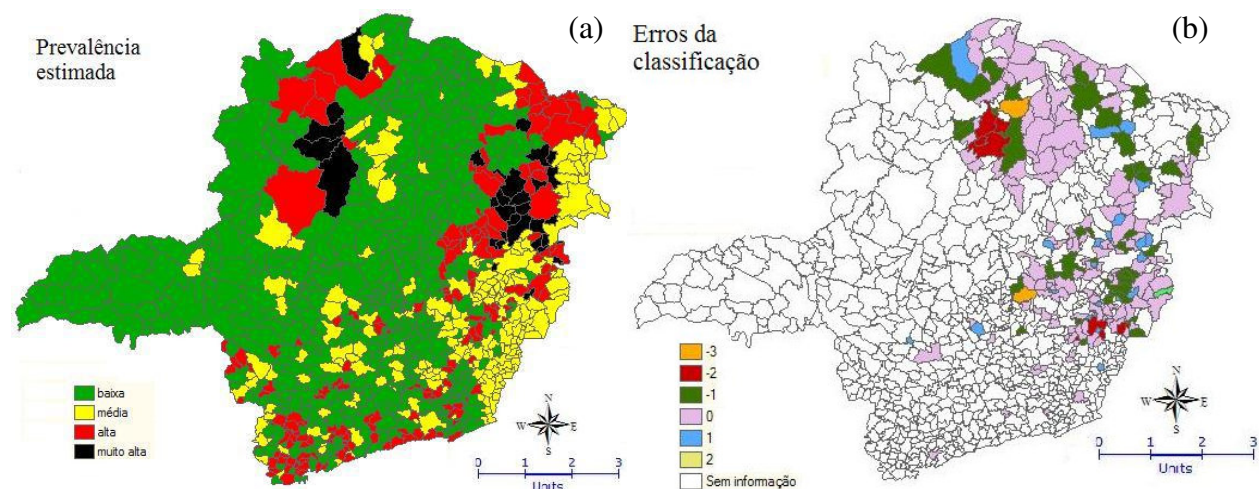 Prevalência
estimada
(a)
baixa
média
alta
muito alta
N
W E
S
0 1 2 3
Units
Erros da
classificação
(b)
-3
-2
-1
0
1
2
Sem informação
N
W E
S
0 1 2 3
Units